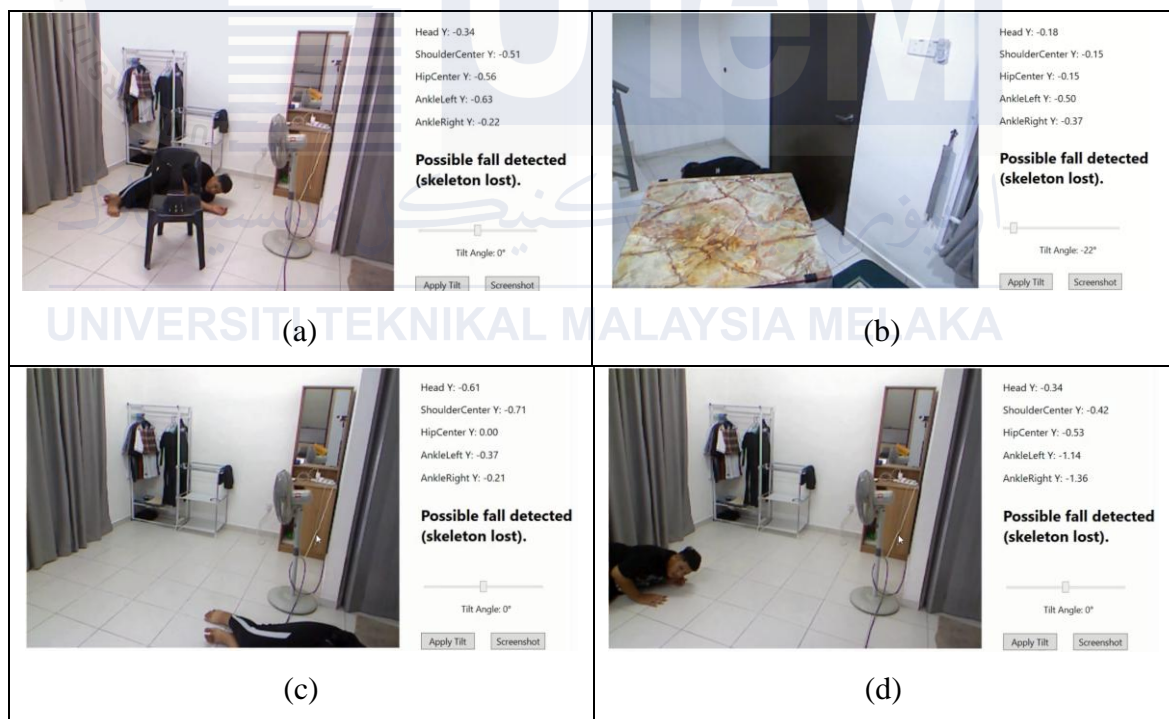 Head Y: -0.34
ShoulderCenter Y: -0.51
HipCenter Y: -0.56
AnkleLeft Y: -0.63
AnkleRight Y: -0.22
Possible fall detected
(skeleton lost).
Tilt Angle: 0°
Apply Tilt Screenshot
(a)
Head Y: -0.18
ShoulderCenter Y: -0.15
HipCenter Y: -0.15
AnkleLeft Y: -0.50
AnkleRight Y: -0.37
Possible fall detected
(skeleton lost).
Tilt Angle: -22°
Apply Tilt Screenshot
(b)
UNIVERSITI TEKNIKAL MALAYSIA MELAKA
Head Y: -0.61
ShoulderCenter Y: -0.71
HipCenter Y: 0.00
AnkleLeft Y: -0.37
AnkleRight Y: -0.21
Possible fall detected
(skeleton lost).
Tilt Angle: 0°
Apply Tilt Screenshot
(c)
Head Y: -0.34
ShoulderCenter Y: -0.42
HipCenter Y: -0.53
AnkleLeft Y: -1.14
AnkleRight Y: -1.36
Possible fall detected
(skeleton lost).
Tilt Angle: 0°
Apply Tilt Screenshot
(d)